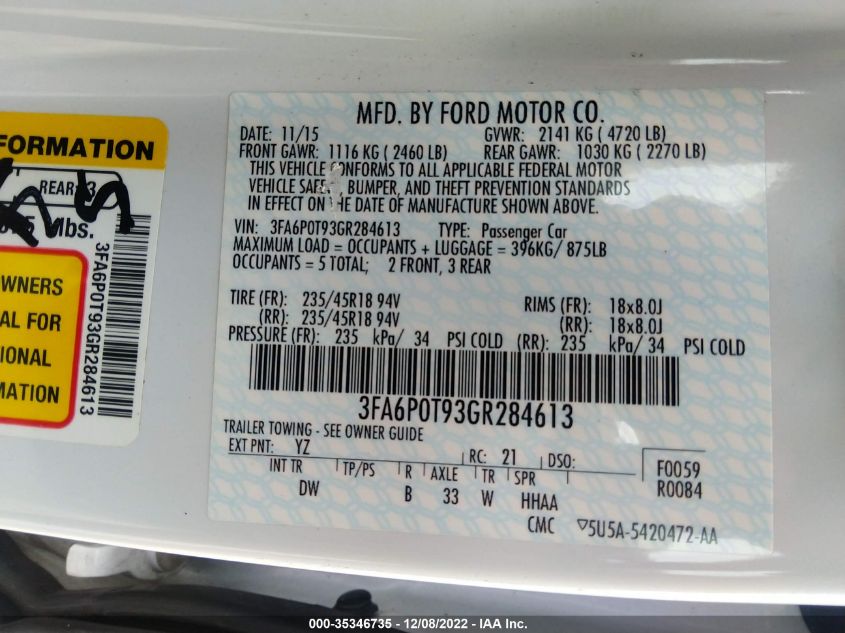 FORMATION
REAR 3
lbs.
3FA6P0T93GR284613
WNERS
AL FOR
IONAL
MATION
MFD. BY FORD MOTOR CO.
DATE: 11/15 GVWR: 2141 KG ( 4720 LB)
FRONT GAWR: 1116 KG ( 2460 LB) REAR GAWR: 1030 KG ( 2270 LB)
THIS VEHICLE ONFORMS TO ALL APPLICABLE FEDERAL MOTOR
VEHICLE SAFE BUMPER, AND THEFT PREVENTION STANDARDS
IN EFFECT ON HE DATE OF MANUFACTURE SHOWN ABOVE.
VIN: 3FA6P0T93GR284613 TYPE: Passenger Car
MAXIMUM LOAD = OCCUPANTS + LUGGAGE = 396KG/ 875LB
OCCUPANTS = 5 TOTAL; 2 FRONT, 3 REAR
TIRE (FR): 235/45R18 94V RIMS (FR): 18x8.0J
(RR): 235/45R18 94V (RR): 18x8.0J
PRESSURE (FR): 235 kPa/ 34 PSI COLD (RR): 235 kPa/ 34 PSI COLD
3FA6P0T93GR284613
TRAILER TOWING - SEE OWNER GUIDE
EXT PNT: YZ RC: 21 DSO:
INT TR TP/PS R AXLE TR SPR F0059
DW B 33 W HHAA R0084
CMC ▽5U5A-5420472-AA
000-35346735 - 12/08/2022 - IAA Inc.